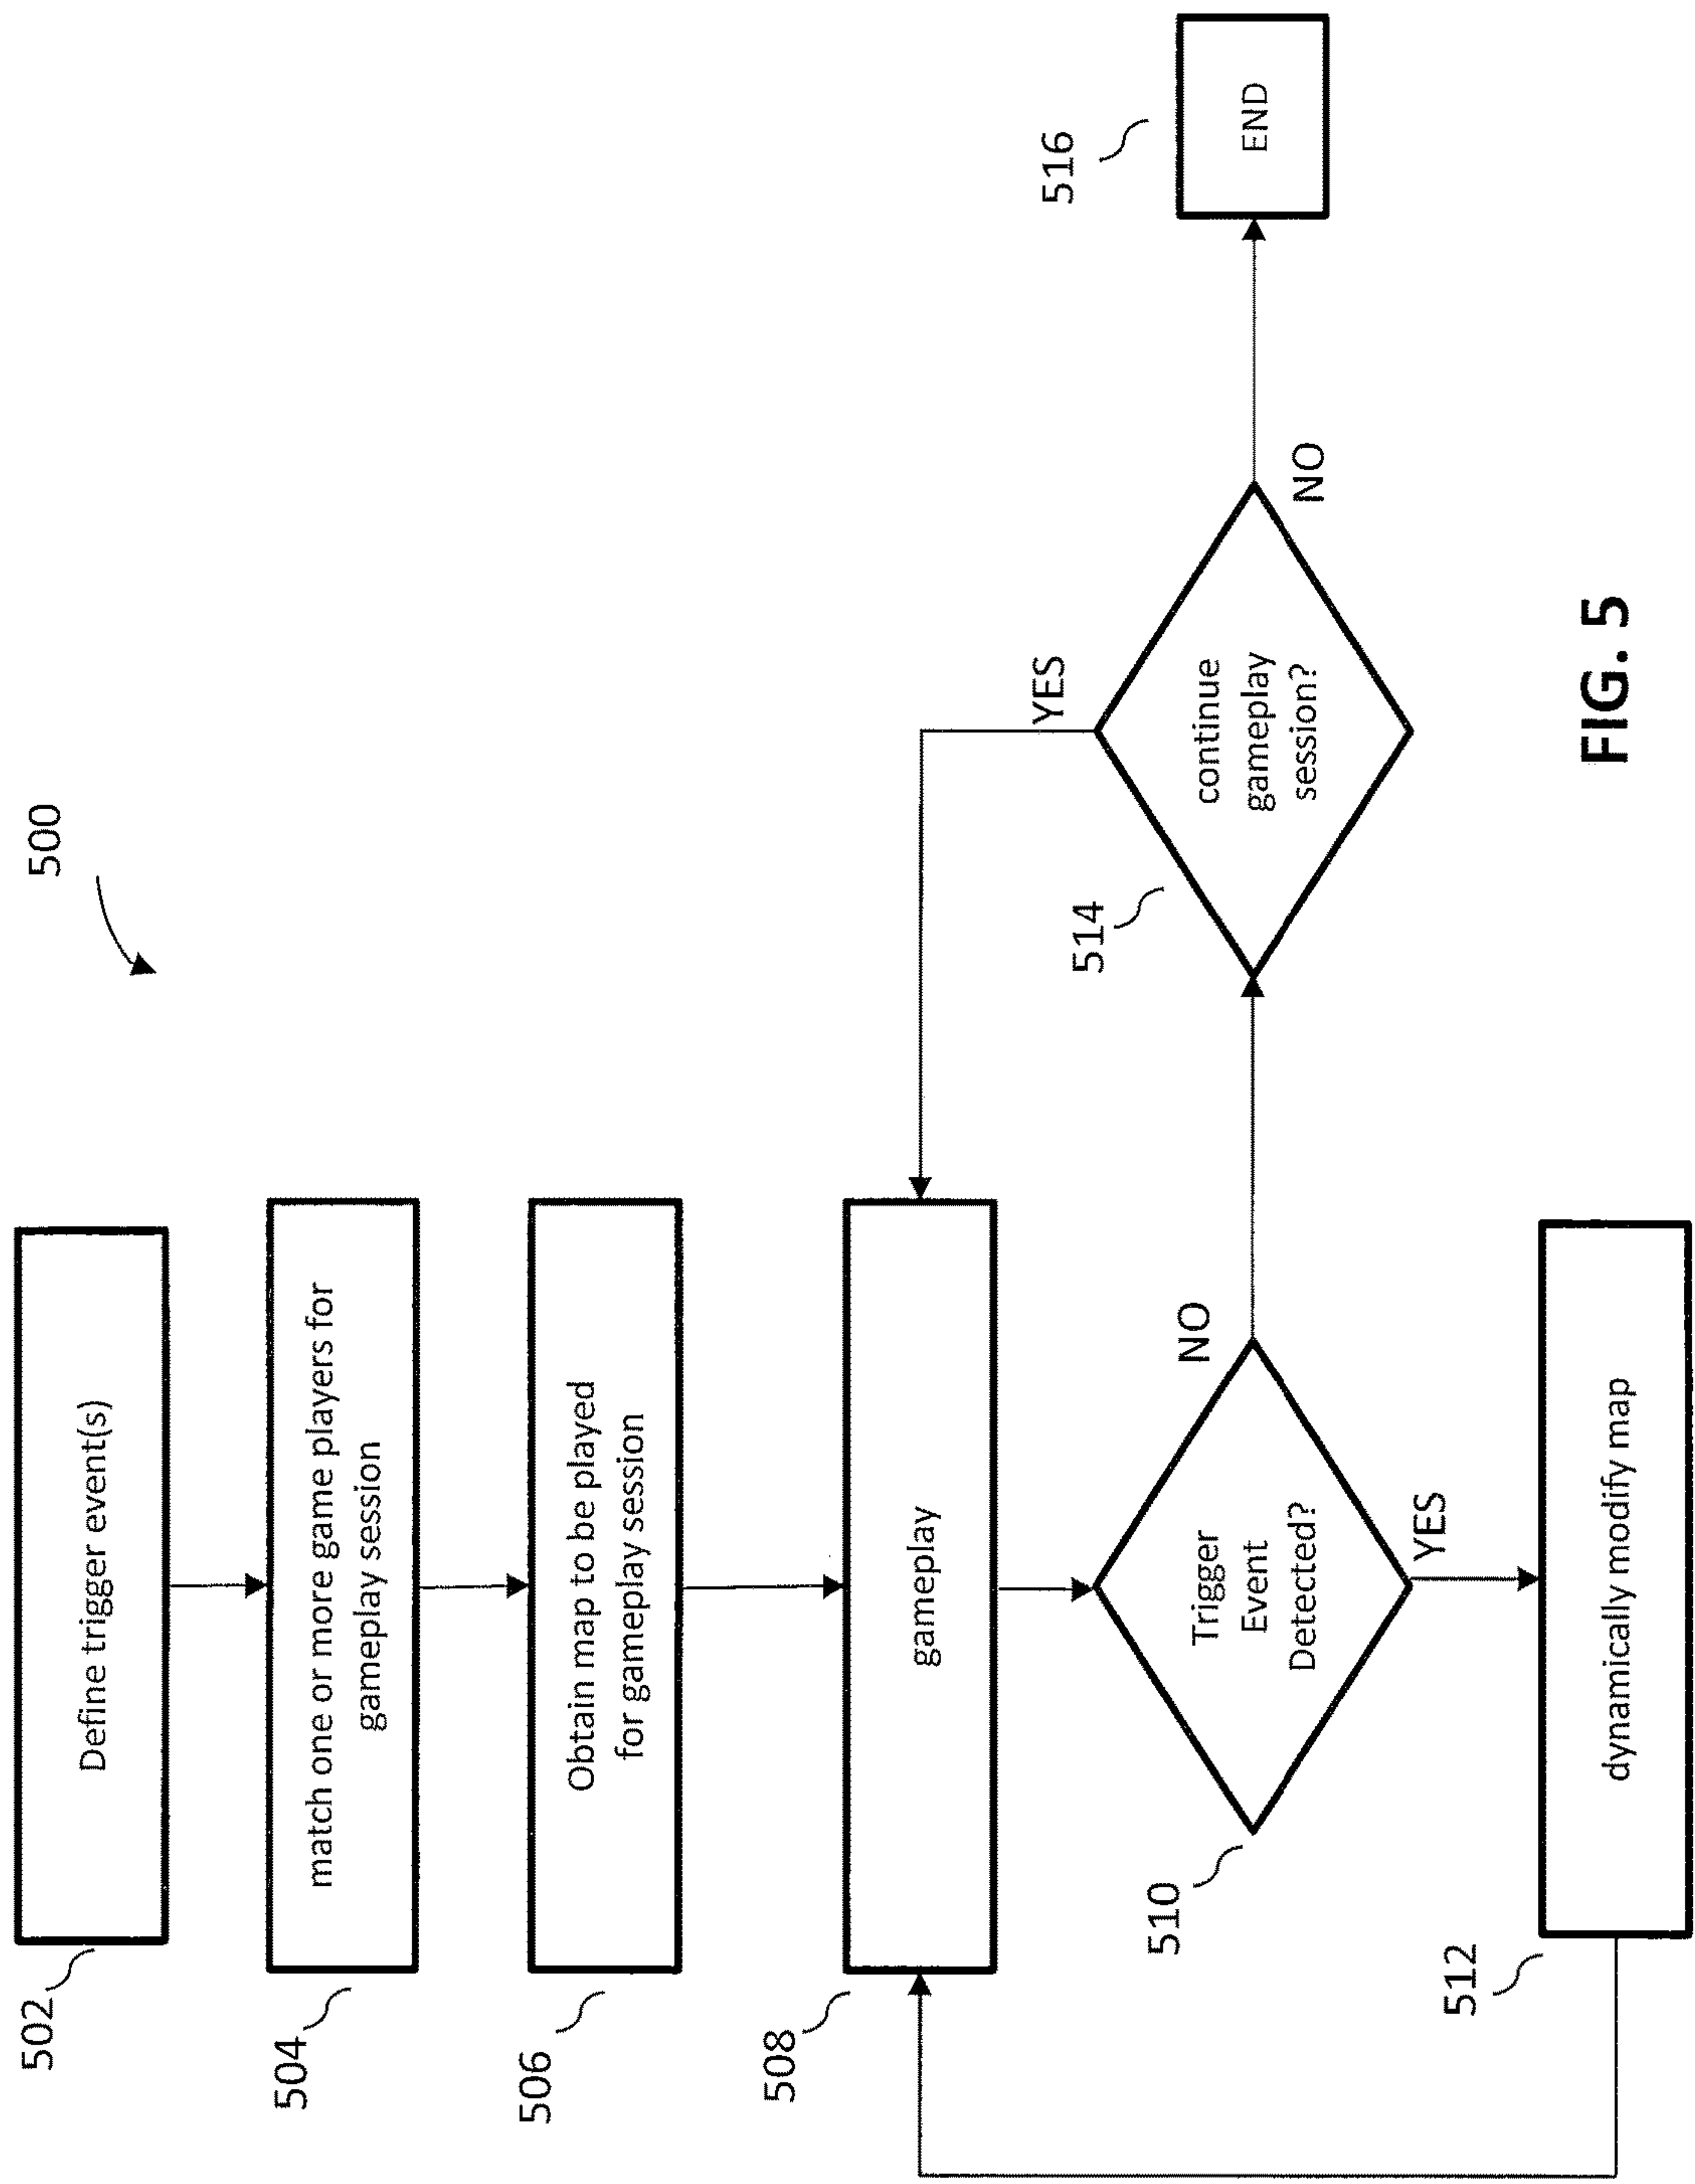 500
502
Define trigger event(s)
504
match one or more game players for
gameplay session
506
Obtain map to be played
for gameplay session
508
gameplay
510
Trigger
Event
Detected?
NO
YES
512
dynamically modify map
514
continue
gameplay
session?
YES
NO
516
END
FIG. 5